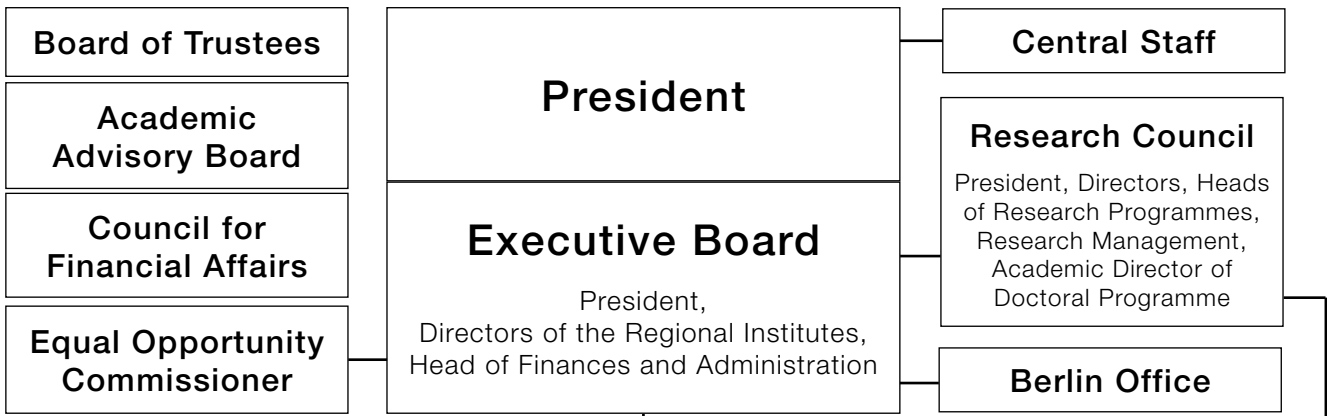 Board of Trustees
Academic
Advisory Board
Council for
Financial Affairs
Equal Opportunity
Commissioner
President
Executive Board
President,
Directors of the Regional Institutes,
Head of Finances and Administration
Central Staff
Research Council
President, Directors, Heads
of Research Programmes,
Research Management,
Academic Director of
Doctoral Programme
Berlin Office